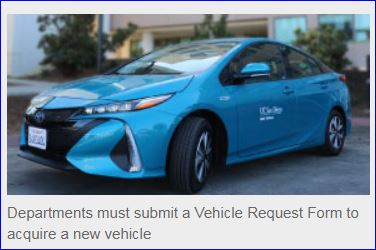 UC San Diego
Departments must submit a Vehicle Request Form to
acquire a new vehicle